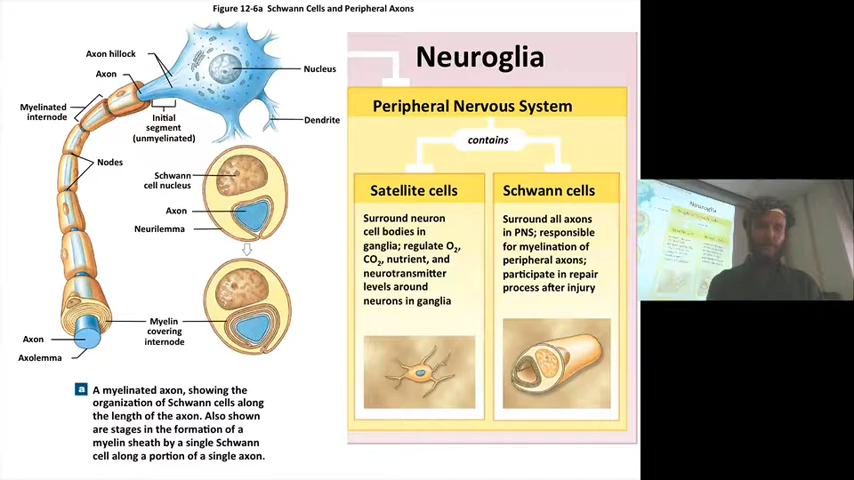 Figure 12-6a Schwann Cells and Peripheral Axons
Axon hillock
Axon
Myelinated
internode
Initial
segment
(unmyelinated)
Nucleus
Dendrite
Nodes
Schwann
cell nucleus
Axon
Neurilemma
Myelin
covering
internode
Axon
Axolemma
a A myelinated axon, showing the
organization of Schwann cells along
the length of the axon. Also shown
are stages in the formation of a
myelin sheath by a single Schwann
cell along a portion of a single axon.
Neuroglia
Peripheral Nervous System
contains
Satellite cells
Surround neuron
cell bodies in
ganglia; regulate O₂,
CO₂, nutrient, and
neurotransmitter
levels around
neurons in ganglia
Schwann cells
Surround all axons
in PNS; responsible
for myelination of
peripheral axons;
participate in repair
process after injury
Neuroglia